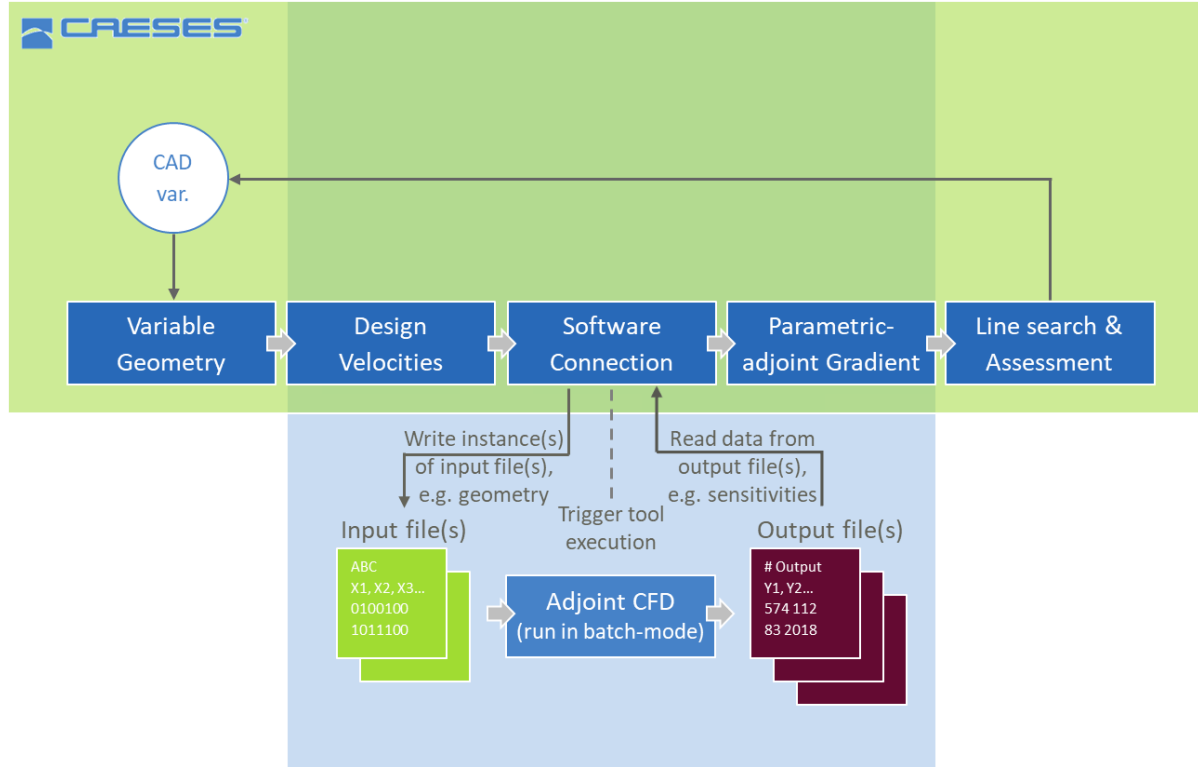 CAESES
CAD
var.
Variable
Geometry
Design
Velocities
Software
Connection
Parametric-
adjoint Gradient
Line search &
Assessment
Write instance(s)
of input file(s),
e.g. geometry
Read data from
output file(s),
e.g. sensitivities
Trigger tool
execution
Input file(s)
ABC
X1, X2, X3...
0100100
1011100
Adjoint CFD
(run in batch-mode)
Output file(s)
# Output
Y1, Y2...
574 112
83 2018